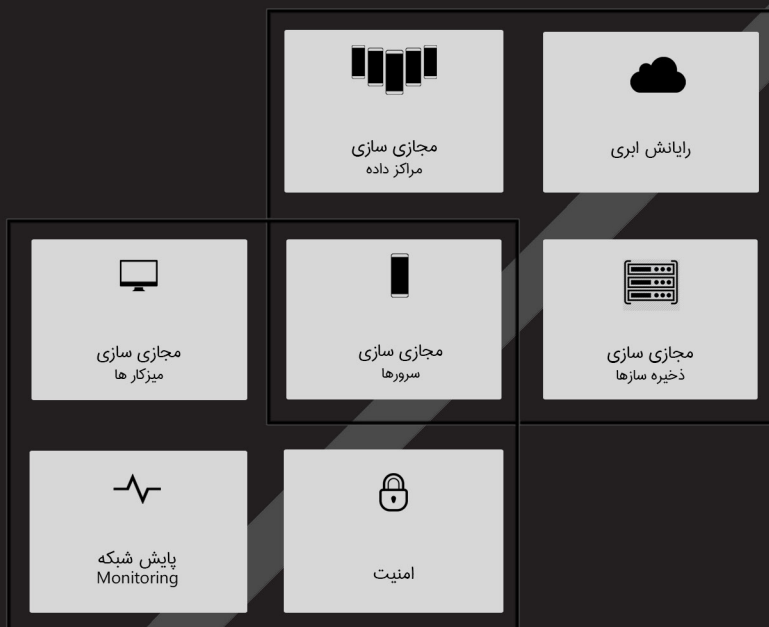 رایانش ابری
مجازی سازی
مراکز داده
مجازی سازی
ذخیره سازها
مجازی سازی
سرورها
مجازی سازی
میزکار ها
امنیت
پایش شبکه
Monitoring